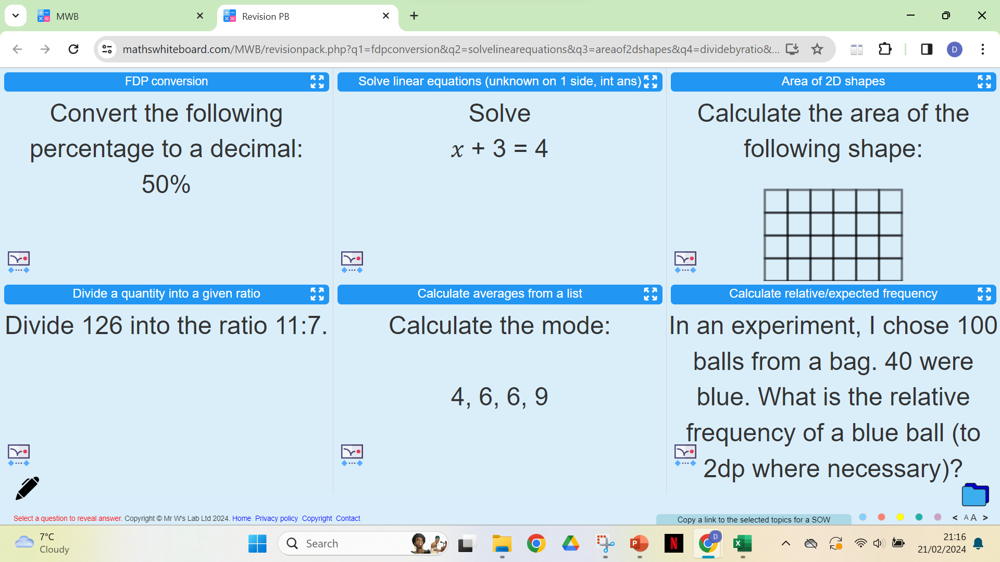 MWB
Revision PB
mathswhiteboard.com/MWB/revisionpack.php?q1=fdpconversion&q2=solvelinearequations&q3=areaof2dshapes&q4=dividebyratio&...
D
FDP conversion
Convert the following
percentage to a decimal:
50%
Solve linear equations (unknown on 1 side, int ans)
Solve
x + 3 = 4
Area of 2D shapes
Calculate the area of the
following shape:
Divide a quantity into a given ratio
Divide 126 into the ratio 11:7.
Calculate averages from a list
Calculate the mode:
4, 6, 6, 9
Calculate relative/expected frequency
In an experiment, I chose 100
balls from a bag. 40 were
blue. What is the relative
frequency of a blue ball (to
2dp where necessary)?
Select a question to reveal answer. Copyright © Mr W's Lab Ltd 2024. Home Privacy policy Copyright Contact
Copy a link to the selected topics for a SOW
< A A >
7°C
Cloudy
Search
P
N
D
X
21:16
21/02/2024